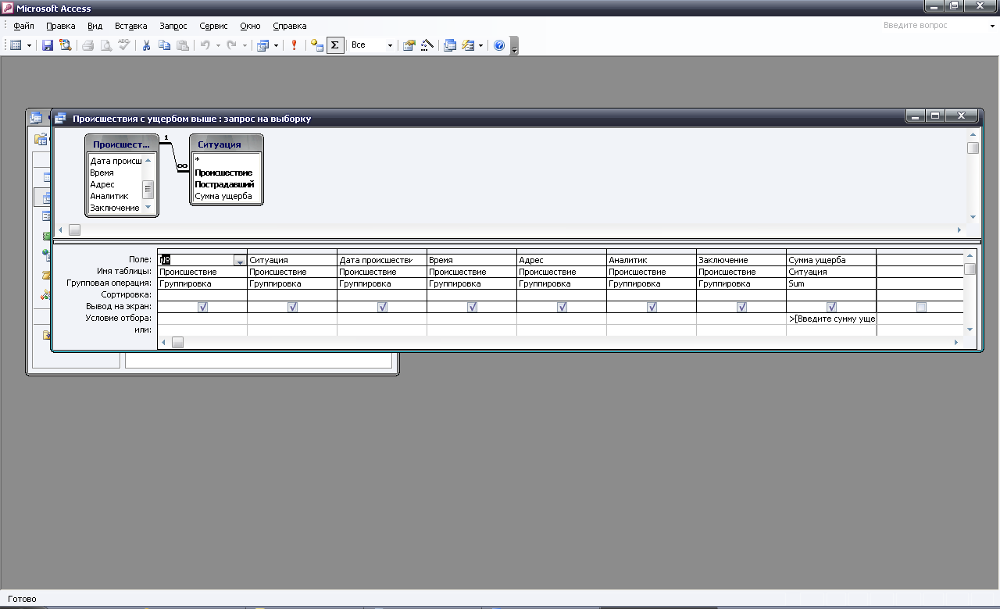 Microsoft Access
Файл Правка Вид Вставка Запрос Сервис Окно Справка Введите вопрос
ABC Σ Все
Происшествия с ущербом выше : запрос на выборку
Происшест... 1 Ситуация
Дата происш *
Время ∞ Происшествие
Адрес Пострадавший
Аналитик Сумма ущерба
Заключение
Поле: № Ситуация Дата происшестви Время Адрес Аналитик Заключение Сумма ущерба
Имя таблицы: Происшествие Происшествие Происшествие Происшествие Происшествие Происшествие Происшествие Ситуация
Групповая операция: Группировка Группировка Группировка Группировка Группировка Группировка Группировка Sum
Сортировка:
Вывод на экран:
Условие отбора: >[Введите сумму уще
или:
Готово